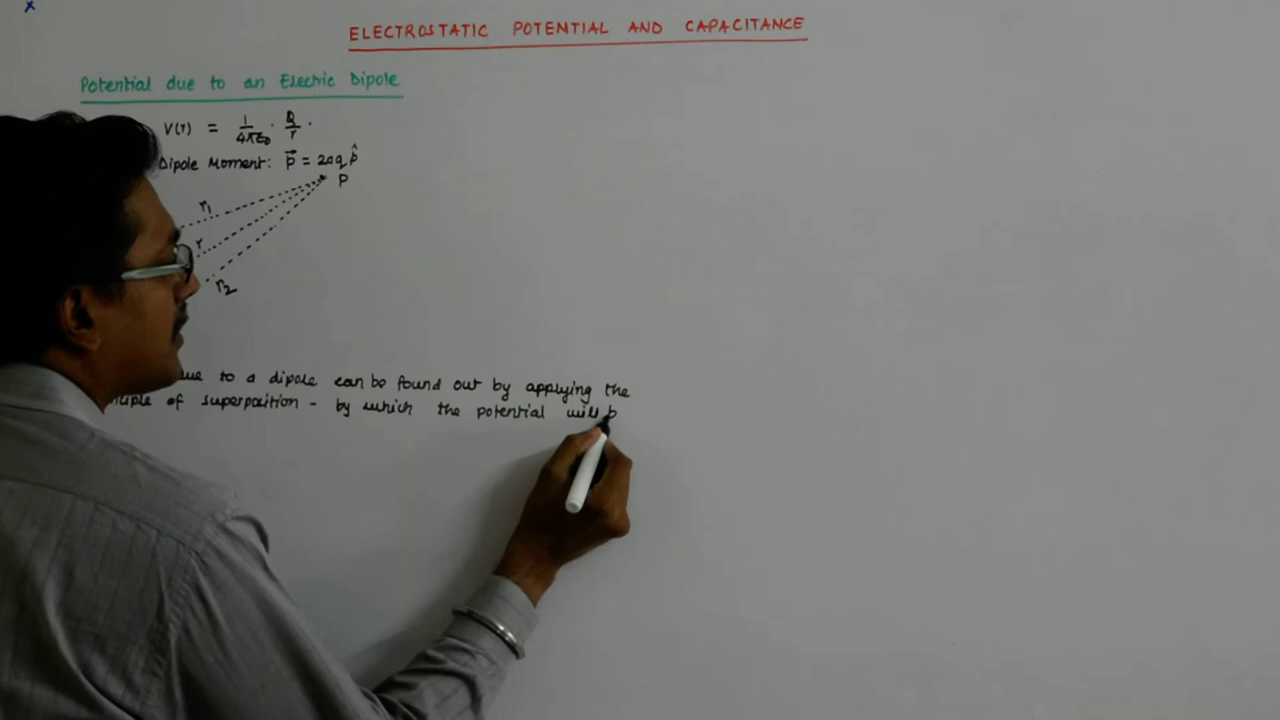 x
ELECTROSTATIC POTENTIAL AND CAPACITANCE
Potential due to an Electric Dipole
V(r) = 1/4πε₀ · Q/r ·
Dipole Moment: p⃗ = 2aq p̂
P
r₁
r
r₂
to a dipole can be found out by applying the
of superposition - by which the potential will b